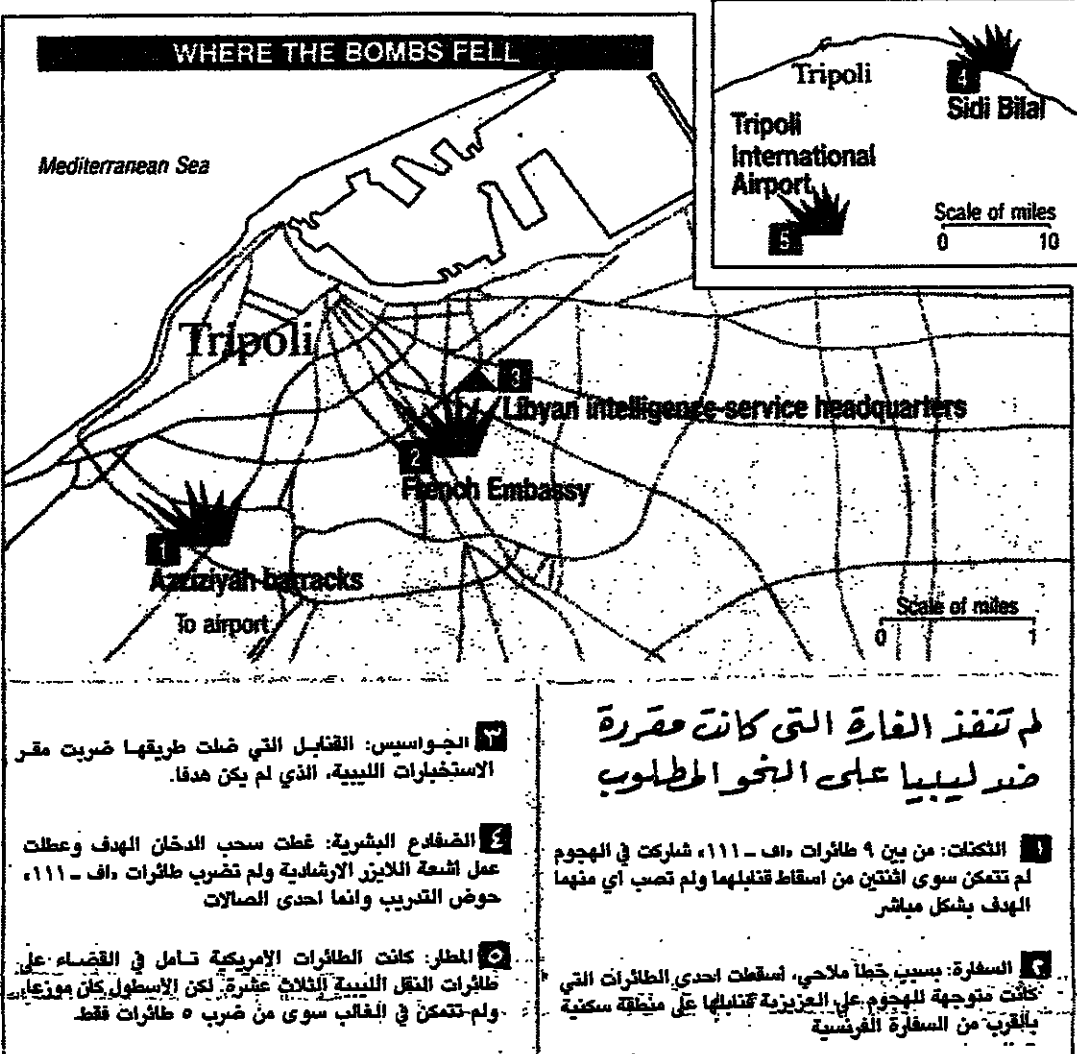 WHERE THE BOMBS FELL
Mediterranean Sea
Tripoli
4
Sidi Bilal
Tripoli
International
Airport
5
Scale of miles
0 10
Tripoli
3
Libyan intelligence-service headquarters
2
French Embassy
1
Azziziyah barracks
To airport
Scale of miles
0 1
لم تنفذ الغارة التى كانت مقررة
ضد ليبيا على النحو المطلوب
١ الثكنات: من بين ٩ طائرات «اف ـ ١١١» شاركت في الهجوم
لم تتمكن سوى اثنتين من اسقاط قنابلهما ولم تصب اي منهما
الهدف بشكل مباشر
٢ السفارة: بسبب خطأ ملاحي، أسقطت احدى الطائرات التي
كانت متوجهة للهجوم على العزيزية قنابلها على منطقة سكنية
بالقرب من السفارة الفرنسية
٣ الجواسيس: القنابل التي ضلت طريقها ضربت مقر
الاستخبارات الليبية، الذي لم يكن هدفا.
٤ الضفادع البشرية: غطت سحب الدخان الهدف وعطلت
عمل اشعة اللايزر الارشادية ولم تضرب طائرات «اف ـ ١١١»
حوض التدريب وانما احدى الصالات
٥ المطار: كانت الطائرات الامريكية تأمل في القضاء على
طائرات النقل الليبية الثلاث عشرة. لكن الاسطول كان موزعا
ولم تتمكن في الغالب سوى من ضرب ٥ طائرات فقط.